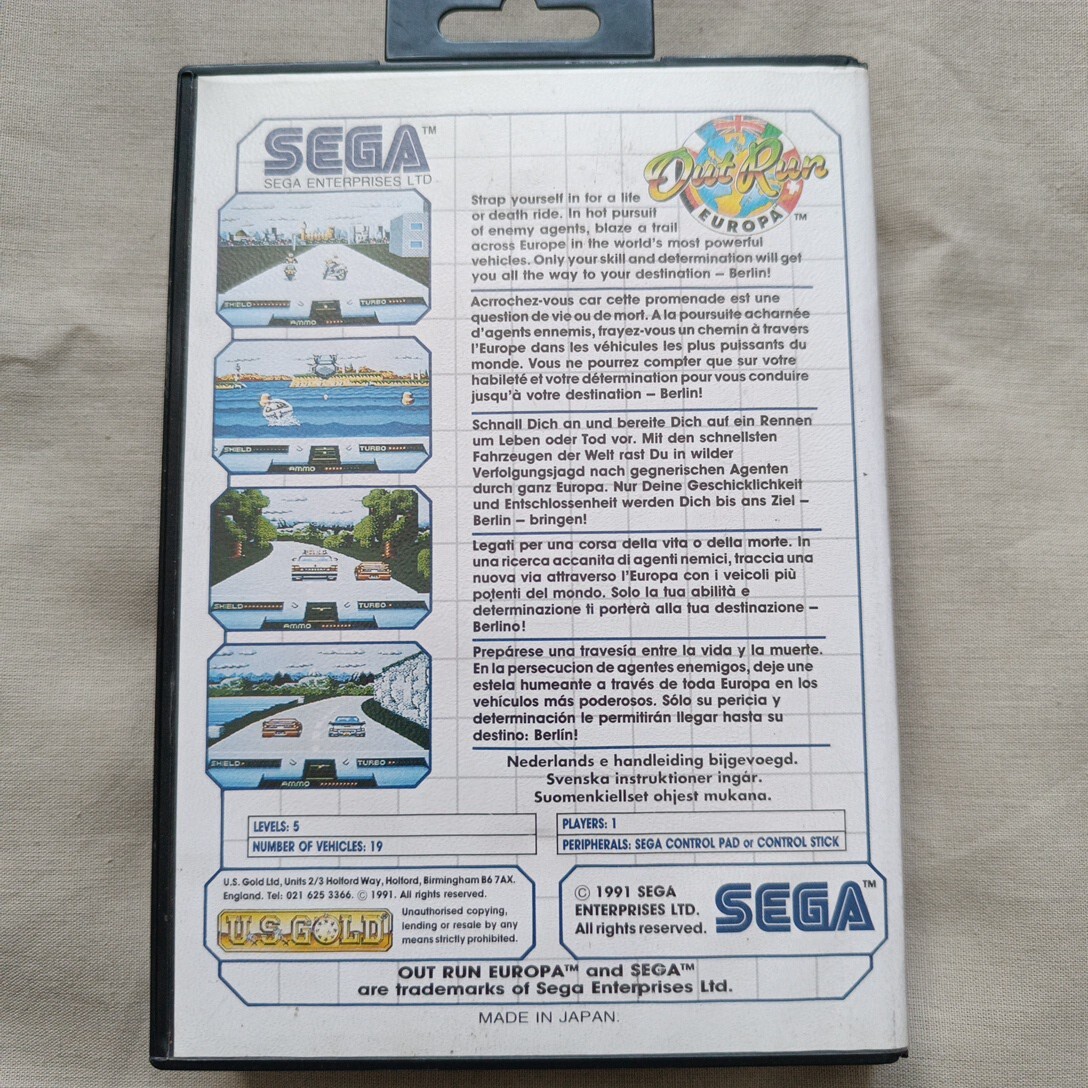 SEGA™
SEGA ENTERPRISES LTD
Out Run
EUROPA™
SHIELD TURBO
AMMO
SHIELD TURBO
AMMO
SHIELD TURBO
AMMO
SHIELD TURBO
AMMO
Strap yourself in for a life
or death ride. In hot pursuit
of enemy agents, blaze a trail
across Europe in the world's most powerful
vehicles. Only your skill and determination will get
you all the way to your destination – Berlin!
Acrrochez-vous car cette promenade est une
question de vie ou de mort. A la poursuite acharnée
d'agents ennemis, frayez-vous un chemin à travers
l'Europe dans les véhicules les plus puissants du
monde. Vous ne pourrez compter que sur votre
habileté et votre détermination pour vous conduire
jusqu'à votre destination – Berlin!
Schnall Dich an und bereite Dich auf ein Rennen
um Leben oder Tod vor. Mit den schnellsten
Fahrzeugen der Welt rast Du in wilder
Verfolgungsjagd nach gegnerischen Agenten
durch ganz Europa. Nur Deine Geschicklichkeit
und Entschlossenheit werden Dich bis ans Ziel –
Berlin – bringen!
Legati per una corsa della vita o della morte. In
una ricerca accanita di agenti nemici, traccia una
nuova via attraverso l'Europa con i veicoli più
potenti del mondo. Solo la tua abilità e
determinazione ti porterà alla tua destinazione –
Berlino!
Prepárese una travesía entre la vida y la muerte.
En la persecucion de agentes enemigos, deje une
estela humeante a través de toda Europa en los
vehículos más poderosos. Sólo su pericia y
determinación le permitirán llegar hasta su
destino: Berlín!
Nederlands e handleiding bijgevoegd.
Svenska instruktioner ingár.
Suomenkiellset ohjest mukana.
LEVELS: 5
NUMBER OF VEHICLES: 19
PLAYERS: 1
PERIPHERALS: SEGA CONTROL PAD or CONTROL STICK
U.S. Gold Ltd, Units 2/3 Holford Way, Holford, Birmingham B6 7AX.
England. Tel: 021 625 3366. © 1991. All rights reserved.
U.S. GOLD
Unauthorised copying,
lending or resale by any
means strictly prohibited.
© 1991 SEGA
ENTERPRISES LTD.
All rights reserved.
SEGA™
OUT RUN EUROPA™ and SEGA™
are trademarks of Sega Enterprises Ltd.
MADE IN JAPAN.